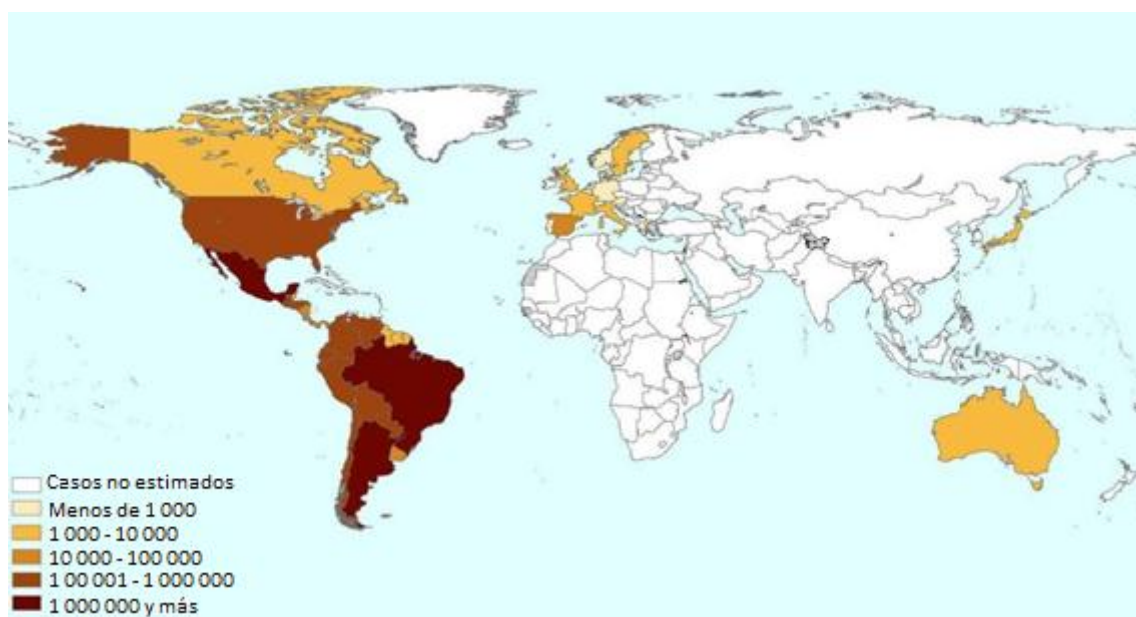 Casos no estimados
Menos de 1 000
1 000 - 10 000
10 000 - 100 000
1 00 001 - 1 000 000
1 000 000 y más